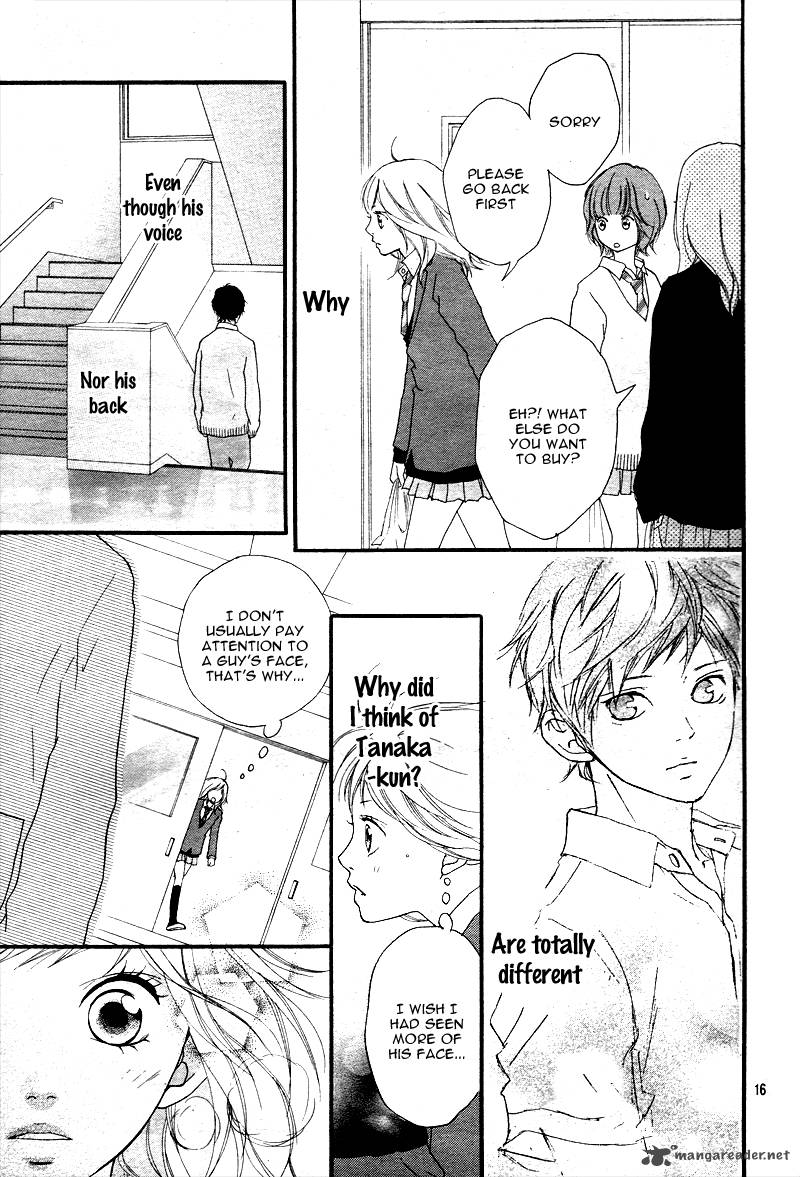 SORRY
PLEASE
GO BACK
FIRST
EH?! WHAT
ELSE DO
YOU WANT
TO BUY?
Why
Even
though his
voice
Nor his
back
Are totally
different
Why did
I think of
Tanaka
-kun?
I WISH I
HAD SEEN
MORE OF
HIS FACE...
I DON'T
USUALLY PAY
ATTENTION TO
A GUY'S FACE,
THAT'S WHY...
16
mangareader.net